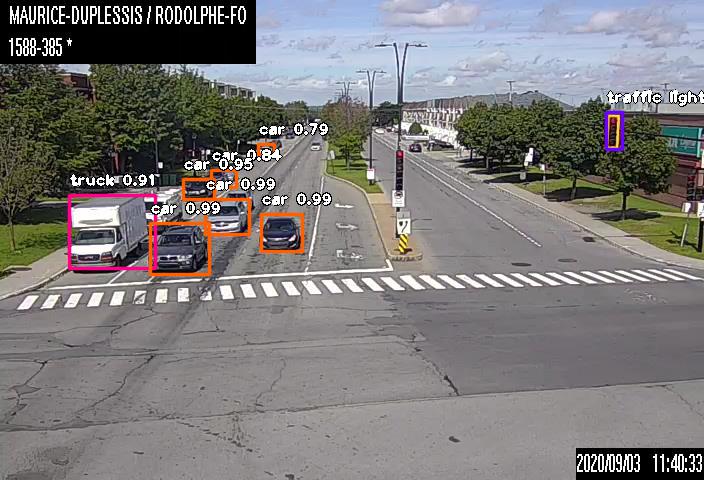 MAURICE-DUPLESSIS / RODOLPHE-FO
1588-385 *
traffic light
car 0.79
car 0.84
car 0.95
truck 0.91
car 0.99
car 0.99
car 0.99
2020/09/03 11:40:33